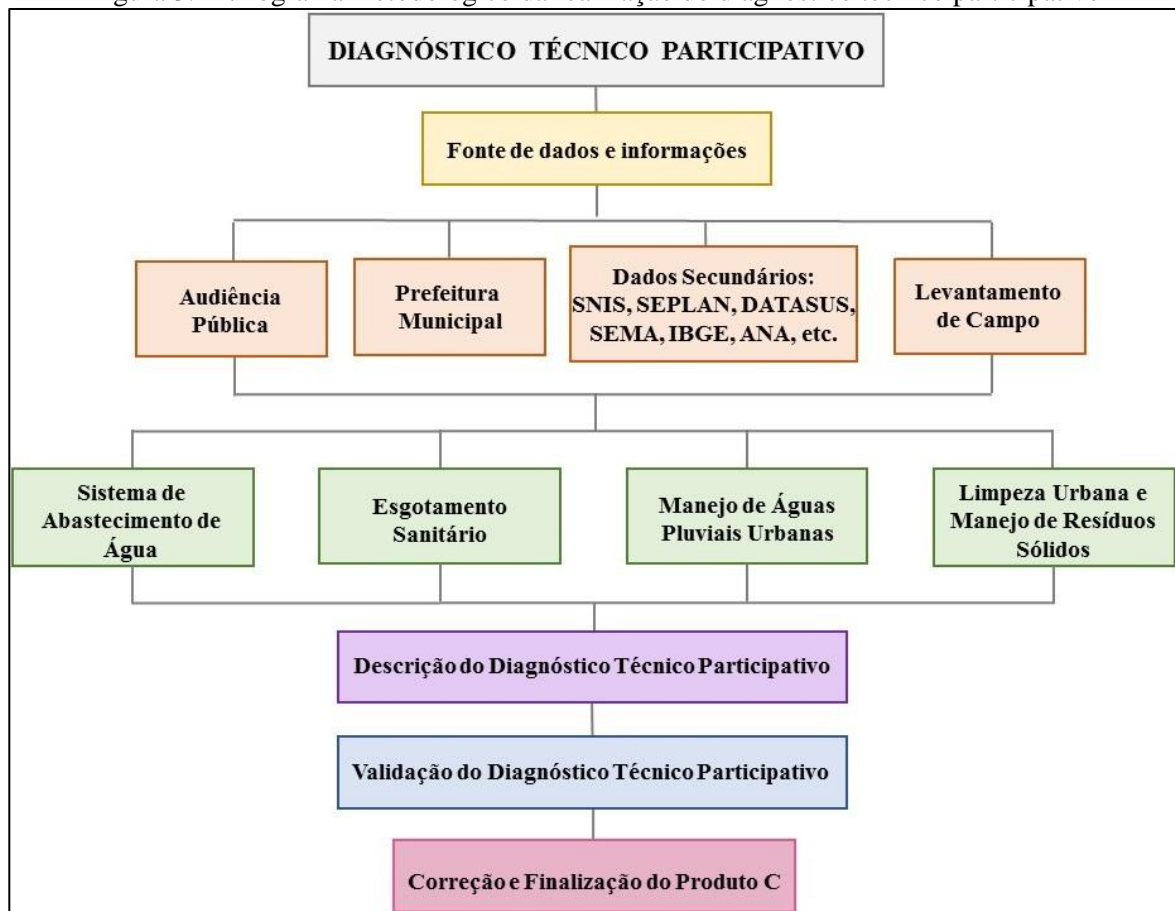 DIAGNÓSTICO TÉCNICO PARTICIPATIVO
Fonte de dados e informações
Audiência
Pública
Prefeitura
Municipal
Dados Secundários:
SNIS, SEPLAN, DATASUS,
SEMA, IBGE, ANA, etc.
Levantamento
de Campo
Sistema de
Abastecimento de
Água
Esgotamento
Sanitário
Manejo de Águas
Pluviais Urbanas
Limpeza Urbana e
Manejo de Resíduos
Sólidos
Descrição do Diagnóstico Técnico Participativo
Validação do Diagnóstico Técnico Participativo
Correção e Finalização do Produto C